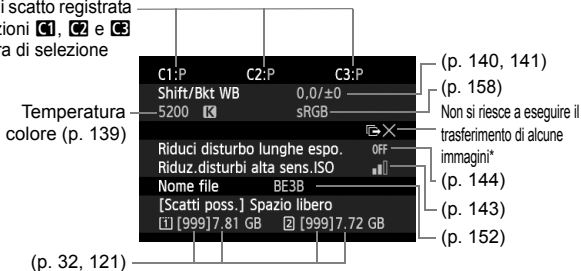 i scatto registrata
zioni C1, C2 e C3
ra di selezione
Temperatura
colore (p. 139)
C1:P C2:P C3:P
Shift/Bkt WB 0,0/±0
5200 K sRGB
Riduci disturbo lunghe espo. OFF
Riduz.disturbi alta sens.ISO
Nome file BE3B
[Scatti poss.] Spazio libero
1 [999]7.81 GB 2 [999]7.72 GB
(p. 140, 141)
(p. 158)
Non si riesce a eseguire il
trasferimento di alcune
immagini*
(p. 144)
(p. 143)
(p. 152)
(p. 32, 121)